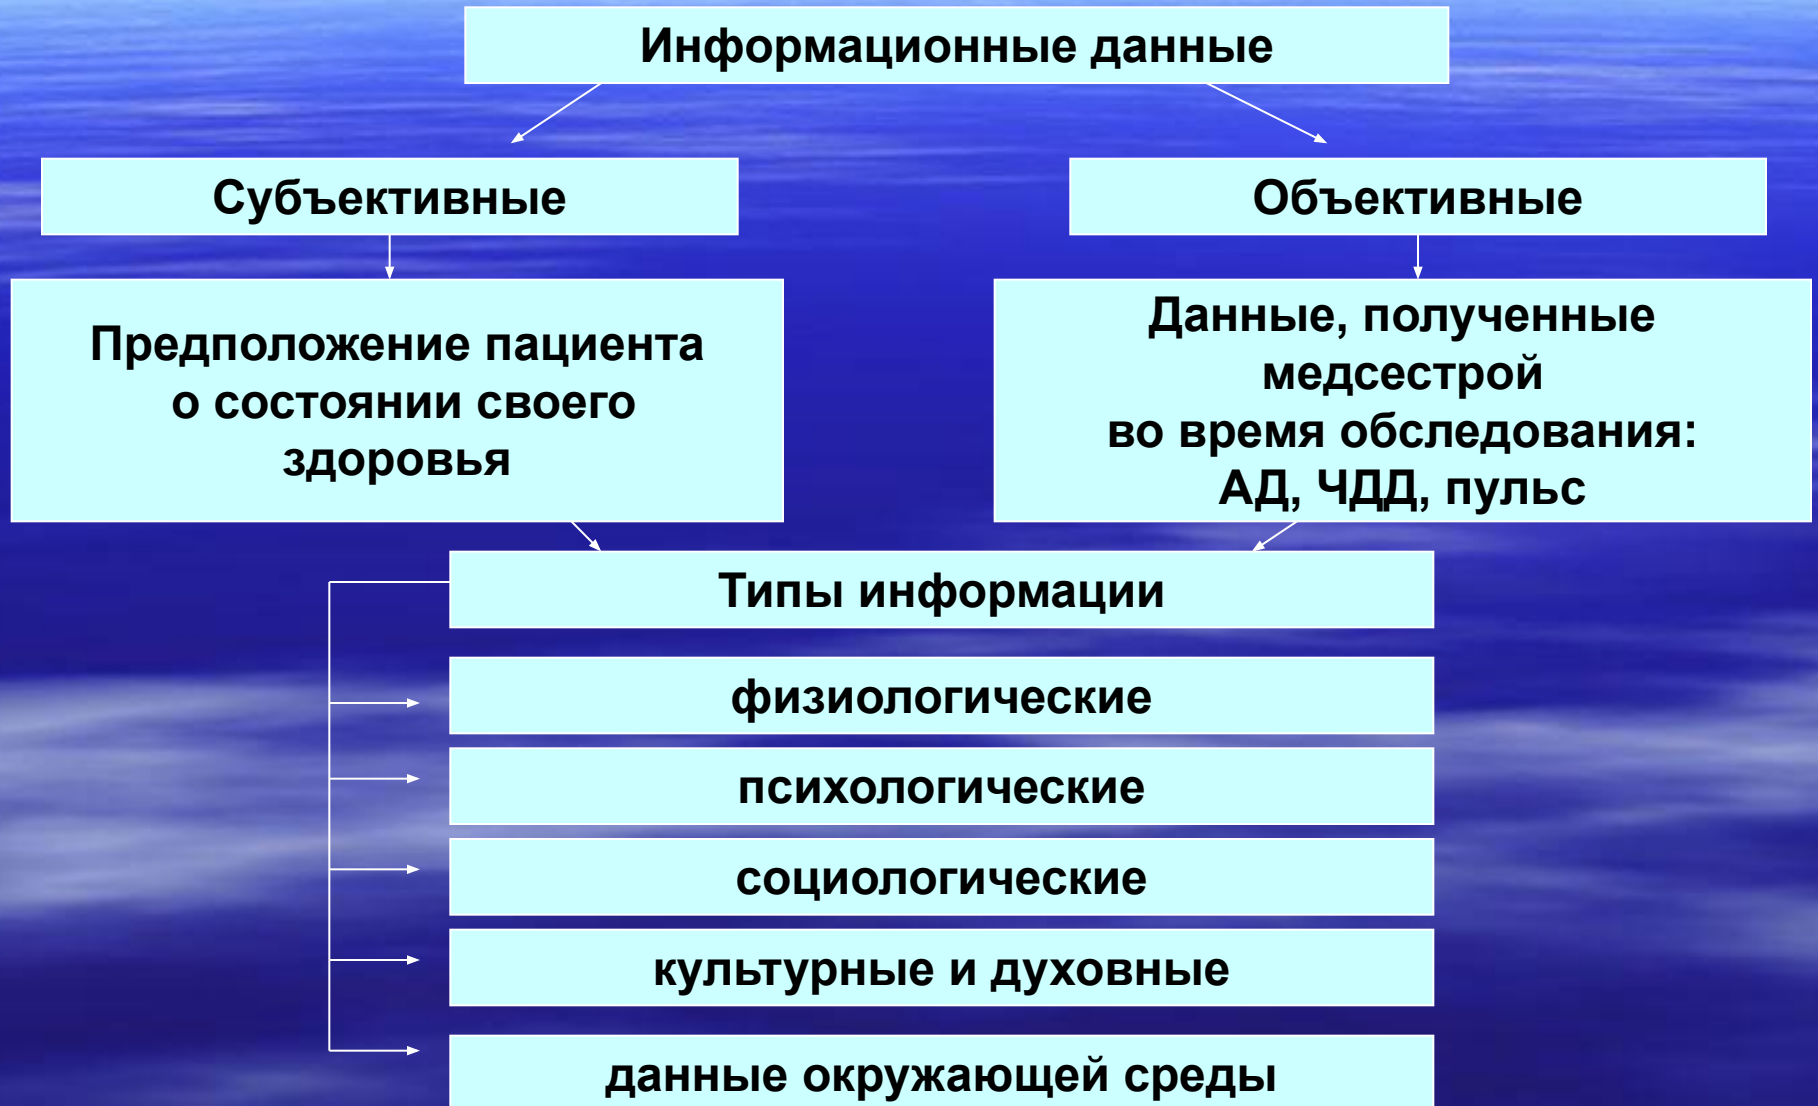 Информационные данные
Субъективные
Объективные
Предположение пациента
о состоянии своего
здоровья
Данные, полученные
медсестрой
во время обследования:
АД, ЧДД, пульс
Типы информации
физиологические
психологические
социологические
культурные и духовные
данные окружающей среды